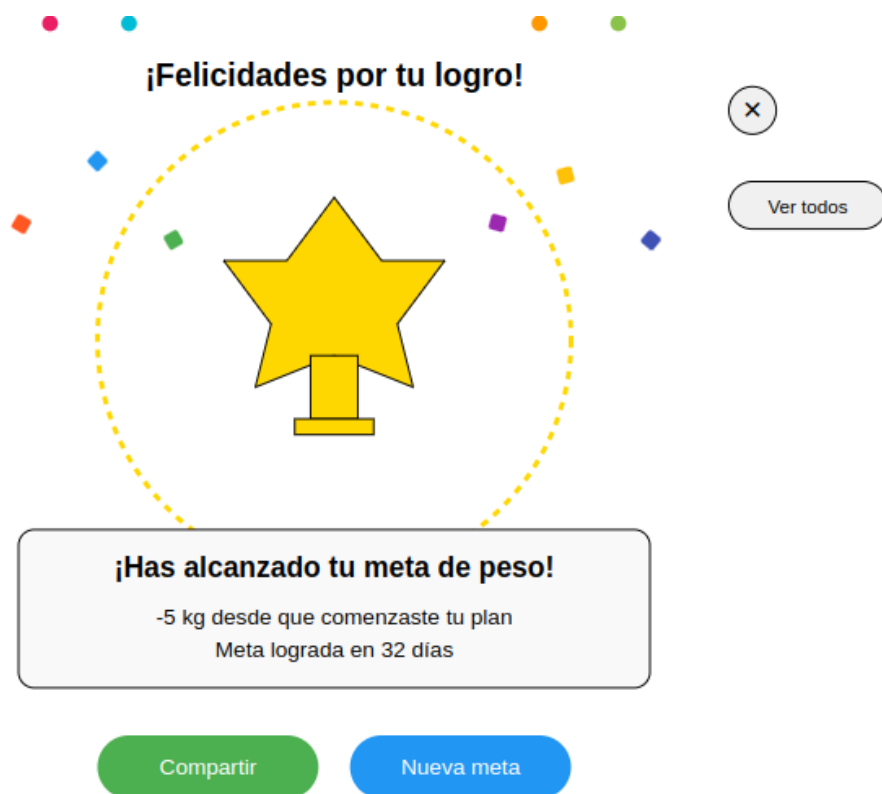 ¡Felicidades por tu logro!
✕
Ver todos
¡Has alcanzado tu meta de peso!
-5 kg desde que comenzaste tu plan
Meta lograda en 32 días
Compartir
Nueva meta